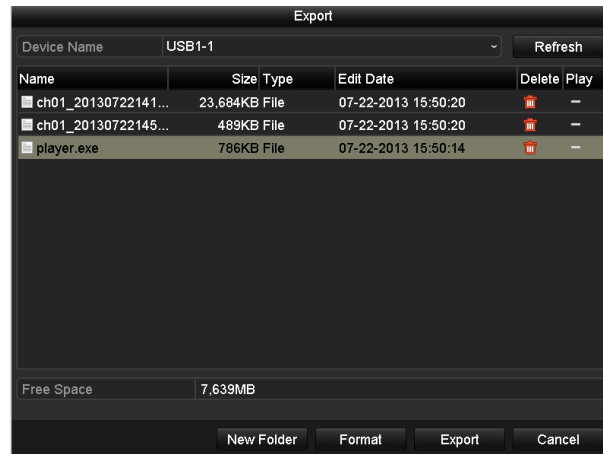 Export
Device Name USB1-1 Refresh
Name Size Type Edit Date Delete Play
ch01_20130722141... 23,684KB File 07-22-2013 15:50:20 –
ch01_20130722145... 489KB File 07-22-2013 15:50:20 –
player.exe 786KB File 07-22-2013 15:50:14 –
Free Space 7,639MB
New Folder Format Export Cancel